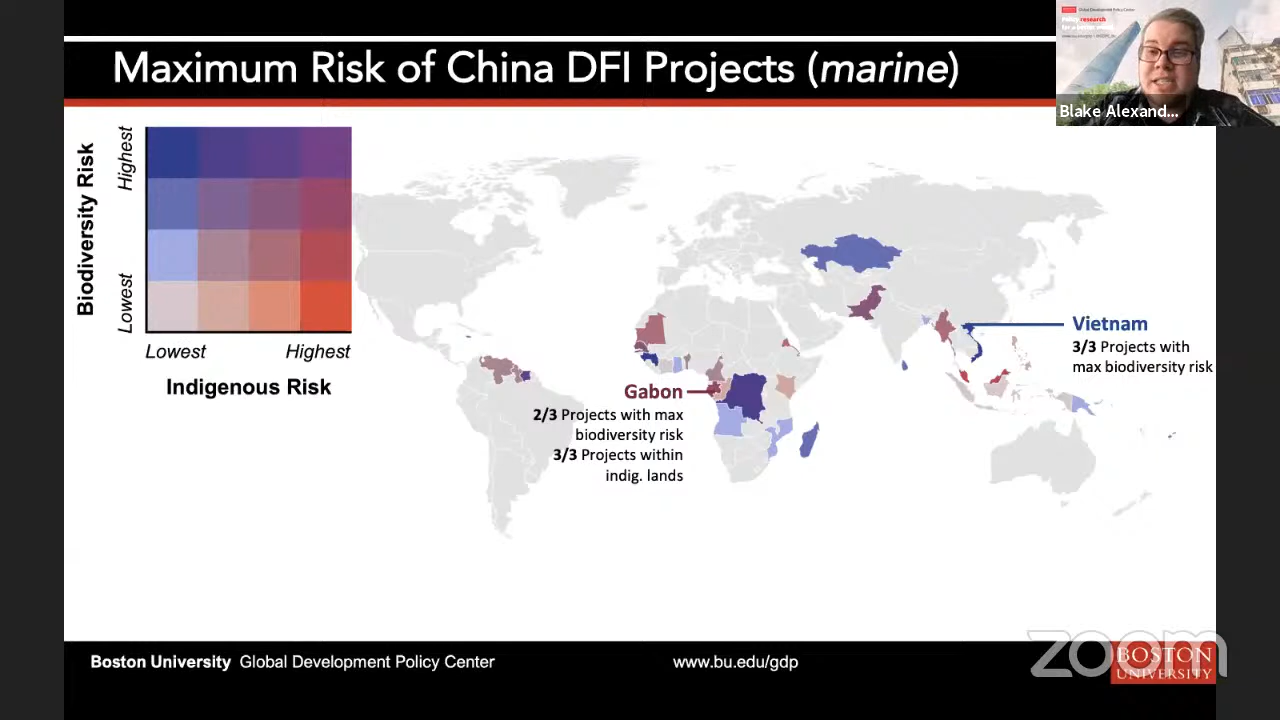 Maximum Risk of China DFI Projects (marine)
research
Blake Alexand...
Biodiversity Risk
Highest
Lowest
Lowest
Highest
Indigenous Risk
Vietnam
3/3 Projects with
max biodiversity risk
Gabon
2/3 Projects with max
biodiversity risk
3/3 Projects within
indig. lands
Boston University Global Development Policy Center
www.bu.edu/gdp
zoom
BOSTON
UNIVERSITY